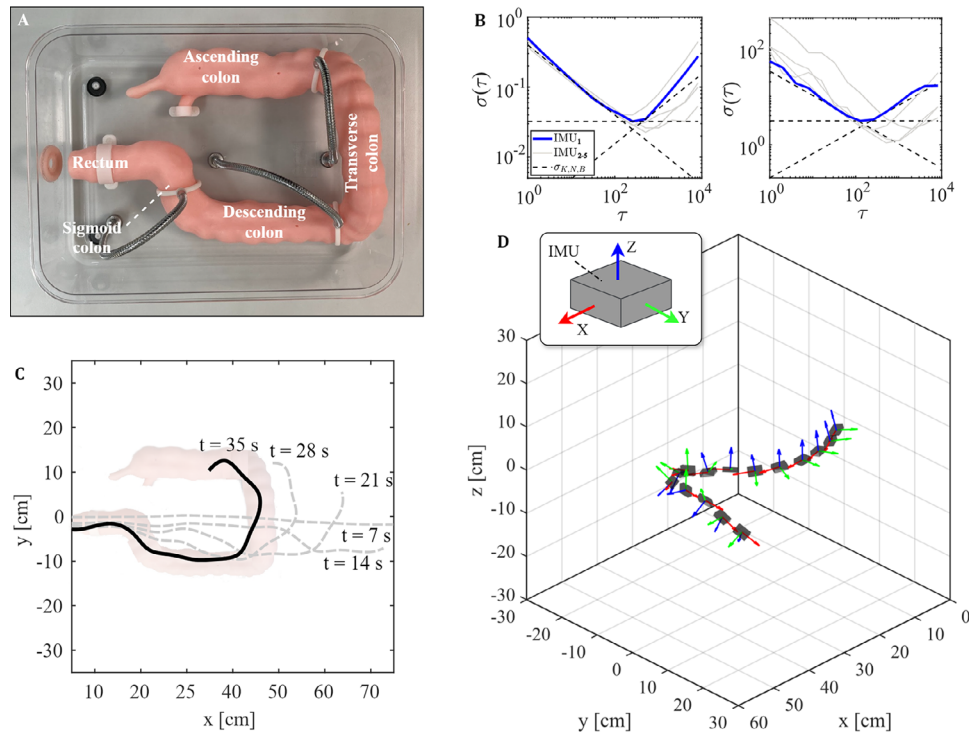 A
Ascending
colon
Rectum
Transverse
colon
Descending
colon
Sigmoid
colon
B
10^0
10^-1
10^-2
σ(τ)
IMU_1
IMU_2-5
σ_K,N,B
10^0
10^2
10^4
τ
10^2
10^0
σ(τ)
10^0
10^2
10^4
τ
C
30
20
10
0
-10
-20
-30
y [cm]
t = 35 s
t = 28 s
t = 21 s
t = 7 s
t = 14 s
10
20
25
30
40
50
60
70
x [cm]
D
IMU
Z
X
Y
30
20
10
0
-10
-20
-30
z [cm]
-30
-20
-10
0
10
20
30
y [cm]
60
50
40
30
20
10
0
x [cm]